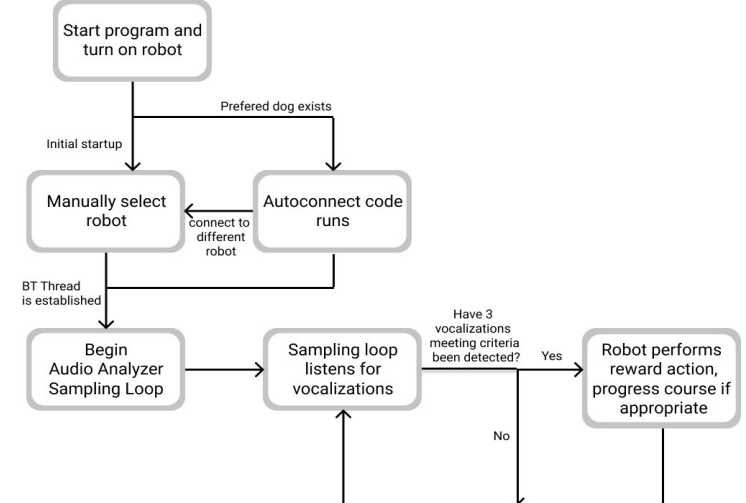 Start program and
turn on robot
Prefered dog exists
Initial startup
Manually select
robot
Autoconnect code
runs
connect to
different
robot
BT Thread
is established
Begin
Audio Analyzer
Sampling Loop
Sampling loop
listens for
vocalizations
Have 3
vocalizations
meeting criteria
been detected?
Yes
No
Robot performs
reward action,
progress course if
appropriate